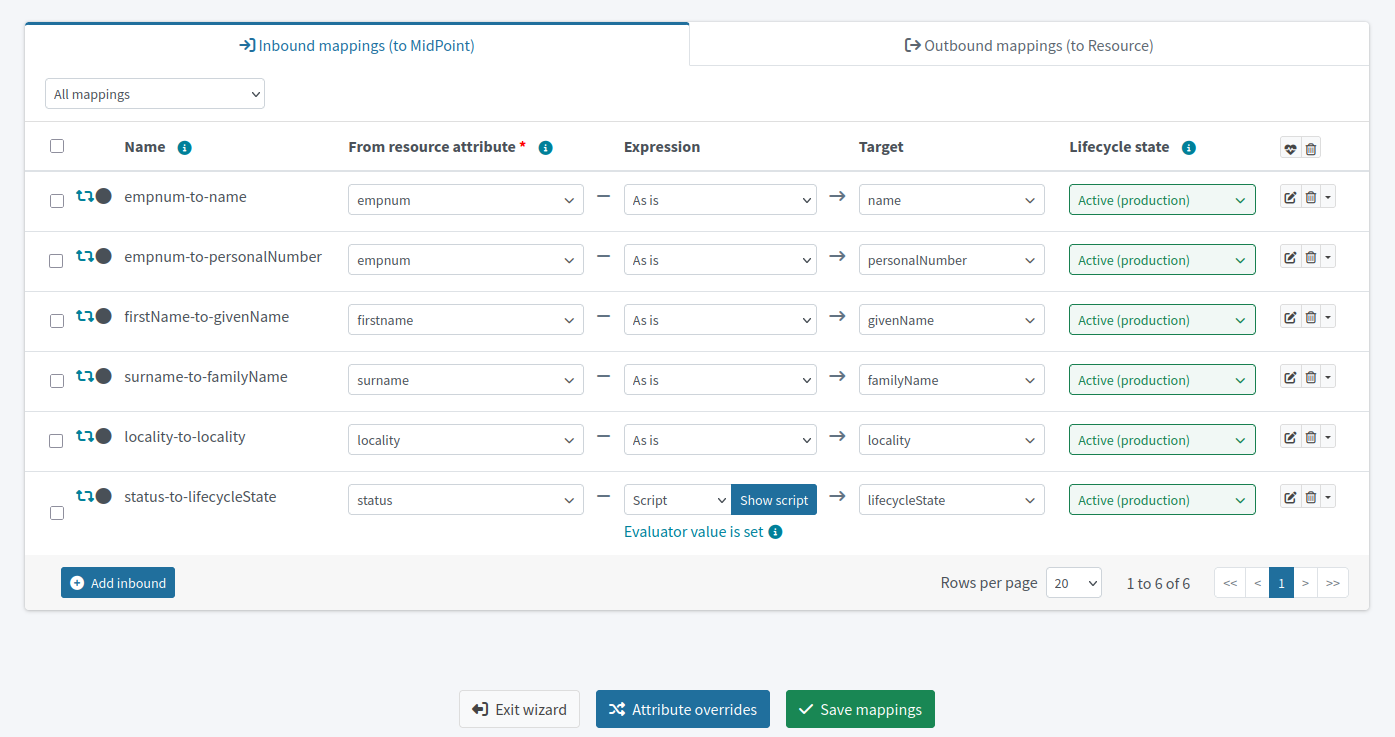 Inbound mappings (to MidPoint) Outbound mappings (to Resource)
All mappings
Name From resource attribute * Expression Target Lifecycle state
empnum-to-name empnum As is name Active (production)
empnum-to-personalNumber empnum As is personalNumber Active (production)
firstName-to-givenName firstname As is givenName Active (production)
surname-to-familyName surname As is familyName Active (production)
locality-to-locality locality As is locality Active (production)
status-to-lifecycleState status Script Show script lifecycleState Active (production)
Evaluator value is set
Add inbound Rows per page 20 1 to 6 of 6 << < 1 > >>
Exit wizard Attribute overrides Save mappings